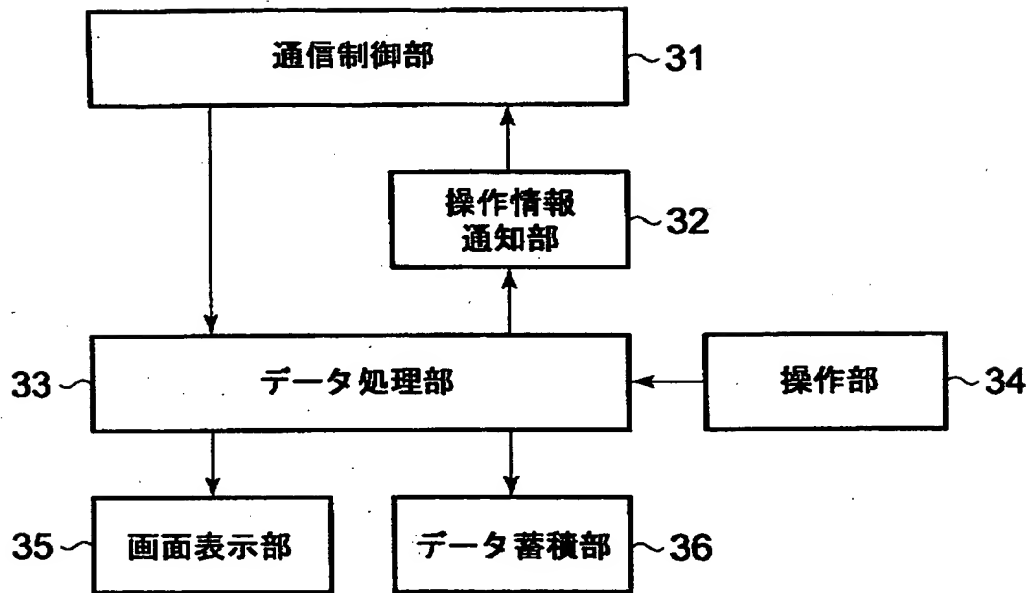 通信制御部
31
操作情報
通知部
32
33
データ処理部
操作部
34
35
画面表示部
データ蓄積部
36